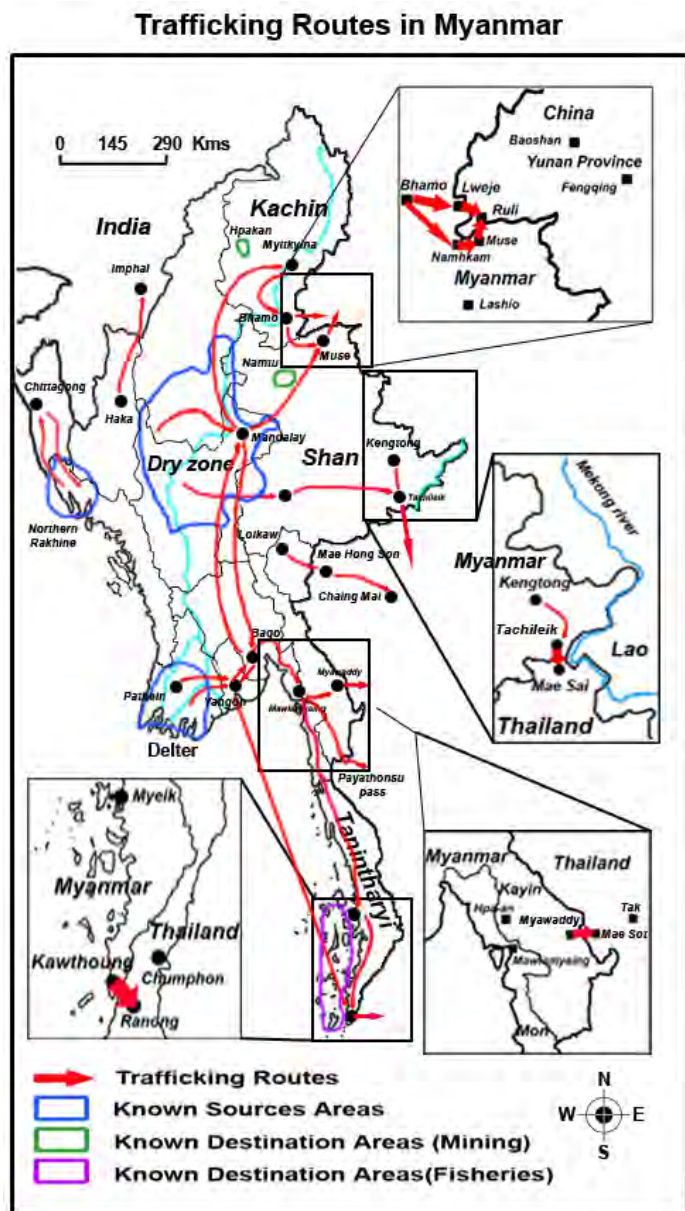 Trafficking Routes in Myanmar
0 145 290 Kms
China
Baoshan
Yunan Province
Fengqing
Bhamo
Lweje
Ruli
Muse
Namhkam
Myanmar
Lashio
India
Kachin
Hpakan
Myitkyina
Imphal
Bhamo
Muse
Chittagong
Haka
Mandalay
Dry zone
Shan
Kengtong
Tachileik
Northern
Rakhine
Loikaw
Mae Hong Son
Chaing Mai
Mekong river
Myanmar
Kengtong
Tachileik
Lao
Mae Sai
Thailand
Bago
Pathein
Yangon
Myawaddy
Delter
Payathonsu
pass
Tanintharyi
Myeik
Myanmar
Thailand
Kawthoung
Chumphon
Ranong
Myanmar
Thailand
Kayin
Hpa-an
Myawaddy
Tak
Mae Sot
Mon
Trafficking Routes
Known Sources Areas
Known Destination Areas (Mining)
Known Destination Areas(Fisheries)
N
W E
S